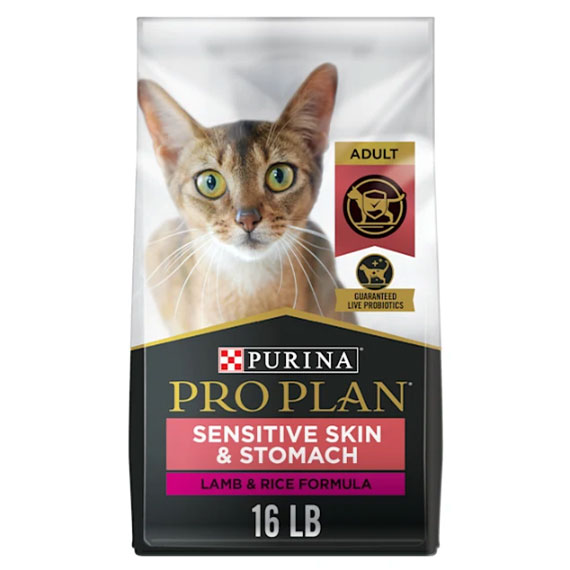 ADULT
GUARANTEED
LIVE PROBIOTICS
PURINA
PRO PLAN
SENSITIVE SKIN
& STOMACH
LAMB & RICE FORMULA
16 LB